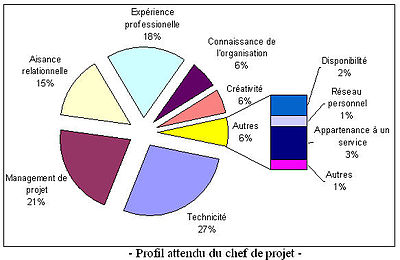 Expérience
professionnelle
18%
Connaissance de
l'organisation
6%
Créativité
6%
Autres
6%
Disponibilité
2%
Réseau
personnel
1%
Appartenance à un
service
3%
Autres
1%
Aisance
relationnelle
15%
Management de
projet
21%
Technicité
27%
- Profil attendu du chef de projet -